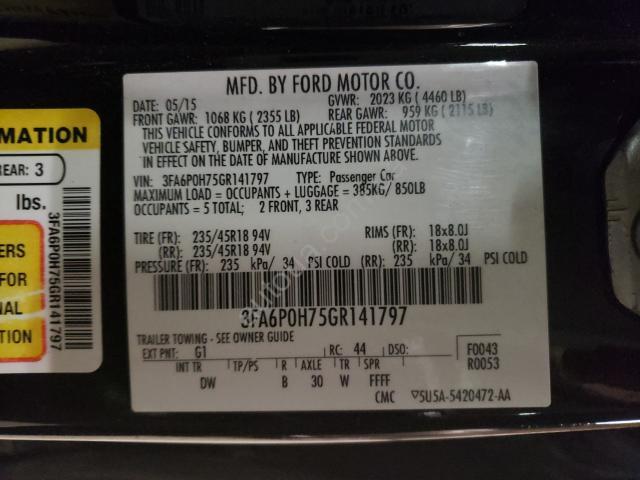 RMATION
REAR: 3
lbs.
ERS
FOR
NAL
TION
3FA6P0H75GR141797
MFD. BY FORD MOTOR CO.
DATE: 05/15 GVWR: 2023 KG ( 4460 LB)
FRONT GAWR: 1068 KG ( 2355 LB) REAR GAWR: 959 KG ( 2115 LB)
THIS VEHICLE CONFORMS TO ALL APPLICABLE FEDERAL MOTOR
VEHICLE SAFETY, BUMPER, AND THEFT PREVENTION STANDARDS
IN EFFECT ON THE DATE OF MANUFACTURE SHOWN ABOVE.
VIN: 3FA6P0H75GR141797 TYPE: Passenger Car
MAXIMUM LOAD = OCCUPANTS + LUGGAGE = 385KG/ 850LB
OCCUPANTS = 5 TOTAL; 2 FRONT, 3 REAR
TIRE (FR): 235/45R18 94V RIMS (FR): 18x8.0J
(RR): 235/45R18 94V (RR): 18x8.0J
PRESSURE (FR): 235 kPa/ 34 PSI COLD (RR): 235 kPa/ 34 PSI COLD
3FA6P0H75GR141797
TRAILER TOWING - SEE OWNER GUIDE
EXT PNT: G1 RC: 44 DSO: F0043
INT TR TP/PS R AXLE TR SPR R0053
DW B 30 W FFFF
CMC ▽5U5A-5420472-AA